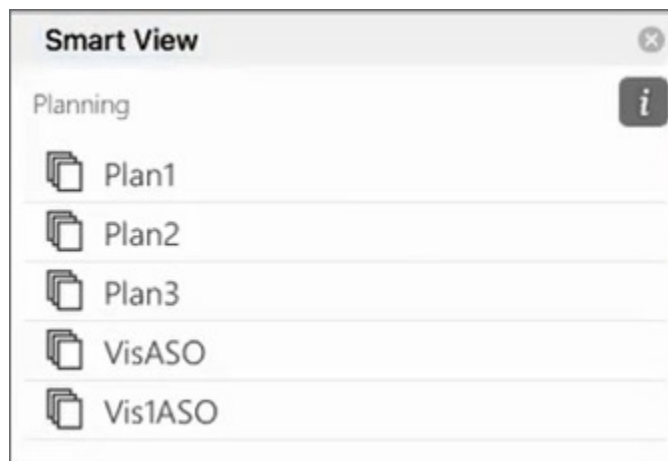 Smart View
Planning
i
Plan1
Plan2
Plan3
VisASO
Vis1ASO